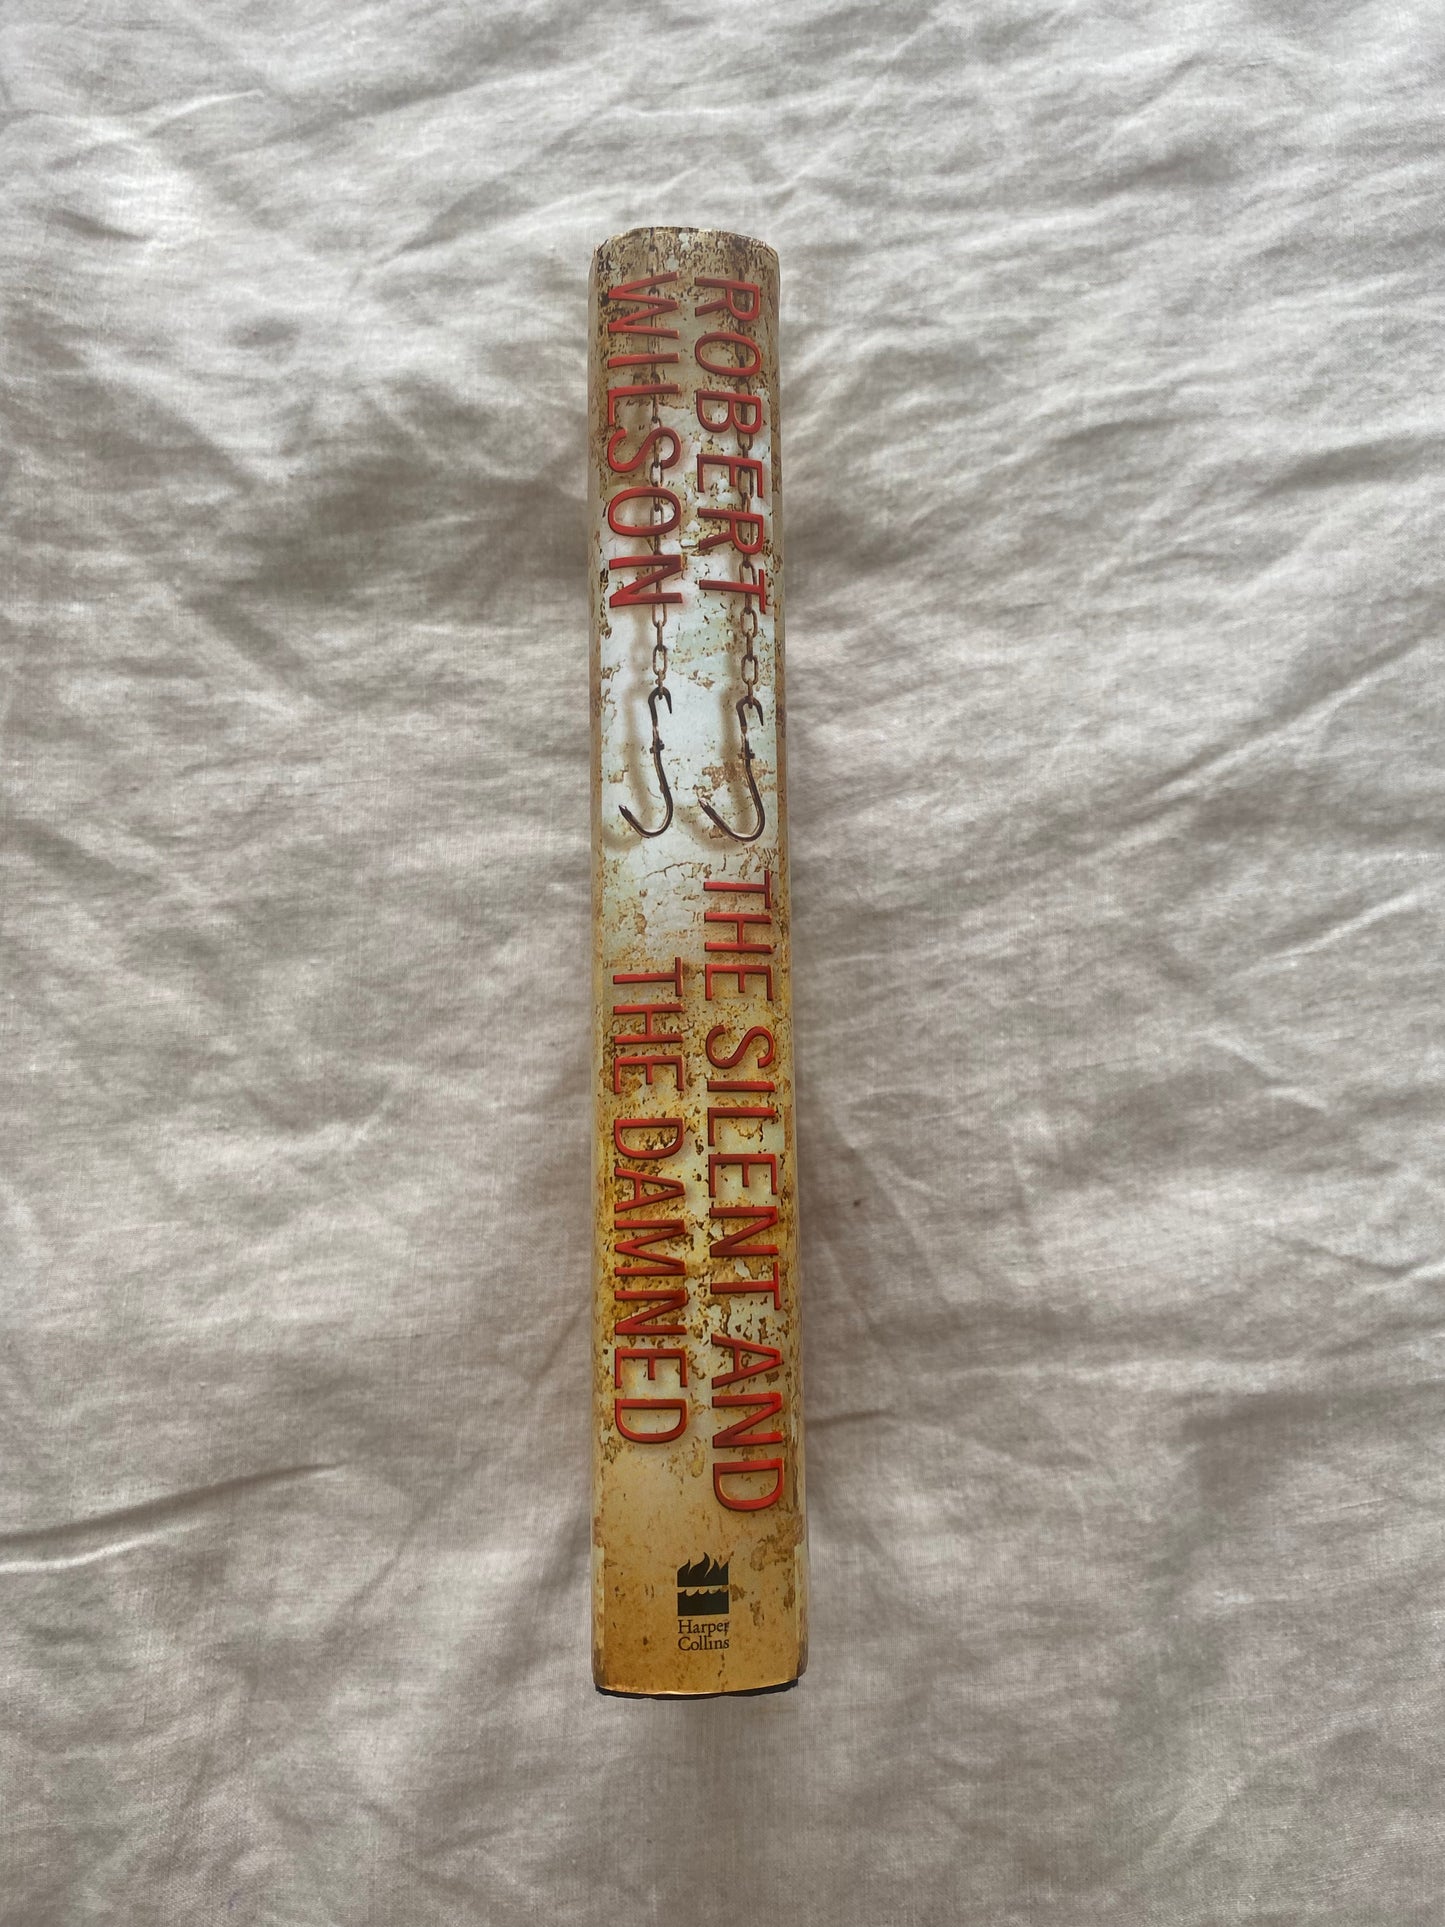 ROBERT
WILSON
THE SILENT AND
THE DAMNED
Harper
Collins